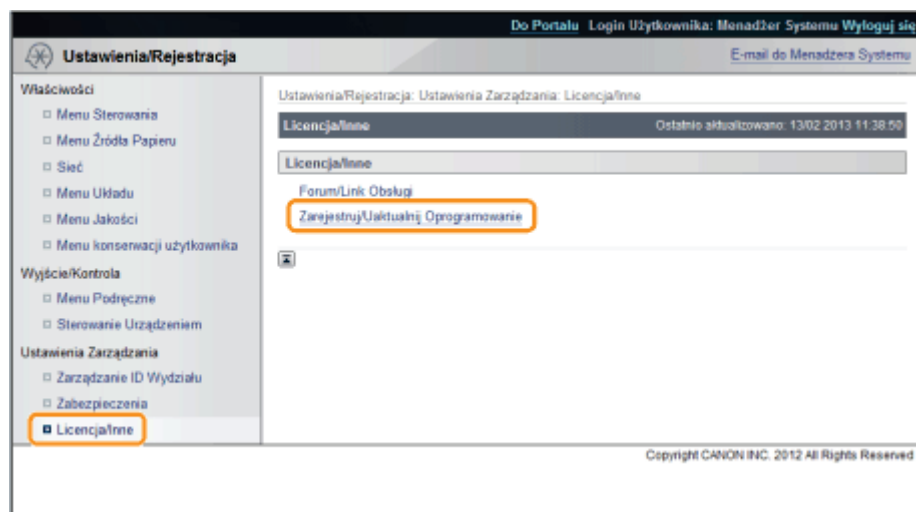 Do Portalu Login Użytkownika: Menadżer Systemu Wyloguj się
Ustawienia/Rejestracja
E-mail do Menadżera Systemu
Właściwości
Menu Sterowania
Menu Źródła Papieru
Sieć
Menu Układu
Menu Jakości
Menu konserwacji użytkownika
Wyjście/Kontrola
Menu Podręczne
Sterowanie Urządzeniem
Ustawienia Zarządzania
Zarządzanie ID Wydziału
Zabezpieczenia
Licencja/Inne
Ustawienia/Rejestracja: Ustawienia Zarządzania: Licencja/Inne
Licencja/Inne Ostatnio aktualizowano: 13/02 2013 11:38:50
Licencja/Inne
Forum/Link Obsługi
Zarejestruj/Uaktualnij Oprogramowanie
Copyright CANON INC. 2012 All Rights Reserved